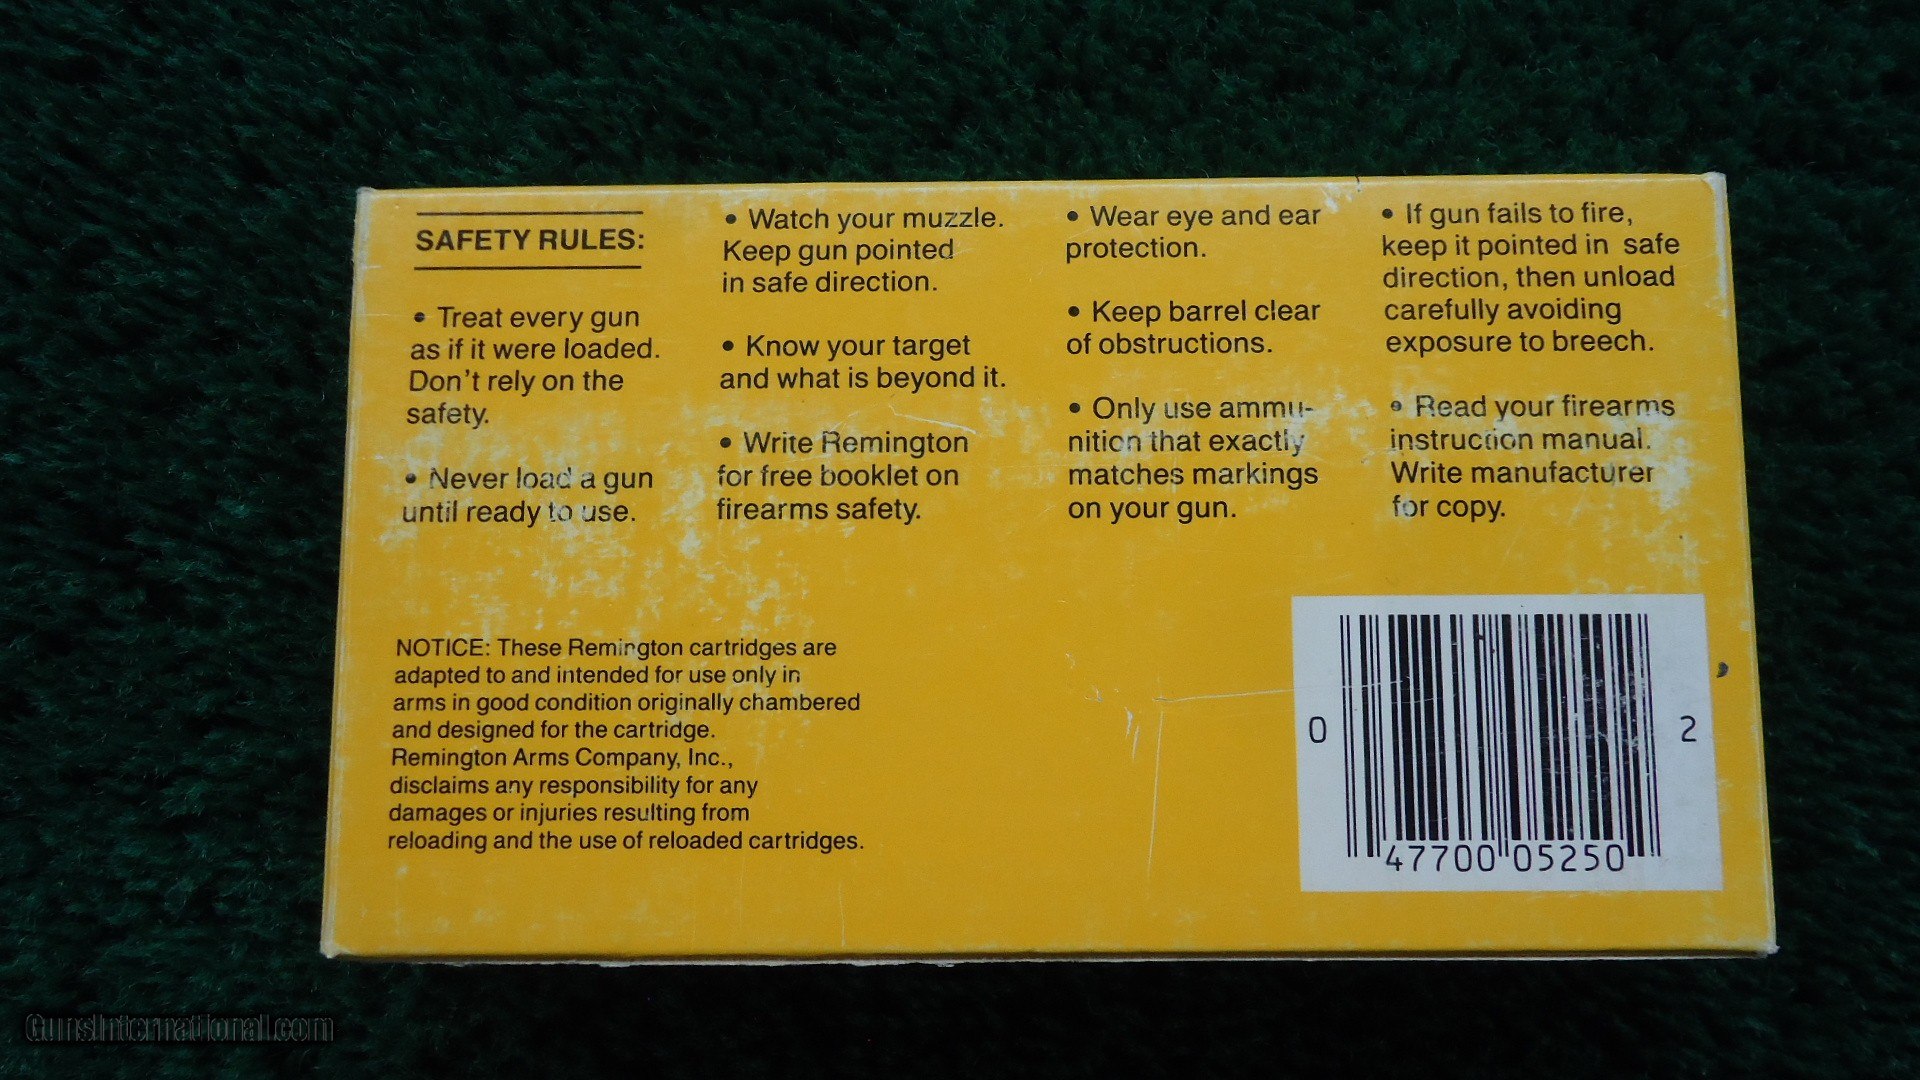 SAFETY RULES:
• Treat every gun
as if it were loaded.
Don't rely on the
safety.
• Never load a gun
until ready to use.
• Watch your muzzle.
Keep gun pointed
in safe direction.
• Know your target
and what is beyond it.
• Write Remington
for free booklet on
firearms safety.
• Wear eye and ear
protection.
• Keep barrel clear
of obstructions.
• Only use ammu-
nition that exactly
matches markings
on your gun.
• If gun fails to fire,
keep it pointed in safe
direction, then unload
carefully avoiding
exposure to breech.
• Read your firearms
instruction manual.
Write manufacturer
for copy.
NOTICE: These Remington cartridges are
adapted to and intended for use only in
arms in good condition originally chambered
and designed for the cartridge.
Remington Arms Company, Inc.,
disclaims any responsibility for any
damages or injuries resulting from
reloading and the use of reloaded cartridges.
0 47700 05250 2
GunsInternational.com